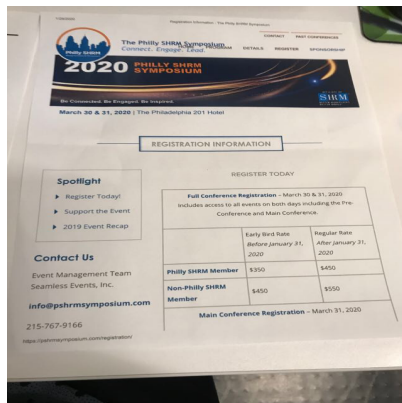 Registration Information - The Philly SHRM Symposium
CONTACT PAST CONFERENCES
The Philly SHRM Symposium
Connect. Engage. Lead.
DETAILS REGISTER SPONSORSHIP
Philly SHRM
2020 PHILLY SHRM
SYMPOSIUM
Be Connected. Be Engaged. Be Inspired.
SHRM
March 30 & 31, 2020 | The Philadelphia 201 Hotel
REGISTRATION INFORMATION
Spotlight
Register Today!
Support the Event
2019 Event Recap
Contact Us
Event Management Team
Seamless Events, Inc.
info@pshrmsymposium.com
215-767-9166
REGISTER TODAY
Full Conference Registration – March 30 & 31, 2020
Includes access to all events on both days including the Pre-
Conference and Main Conference.
Early Bird Rate
Before January 31,
2020
Regular Rate
After January 31,
2020
Philly SHRM Member $350 $450
Non-Philly SHRM
Member $450 $550
Main Conference Registration – March 31, 2020
https://pshrmsymposium.com/registration/